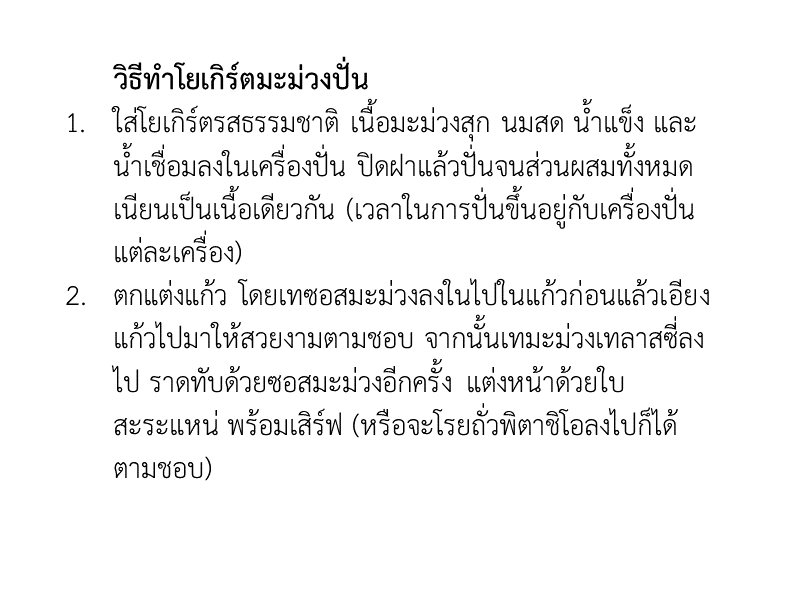 วิธีทำโยเกิร์ตมะม่วงปั่น
1. ใส่โยเกิร์ตรสธรรมชาติ เนื้อมะม่วงสุก นมสด น้ำแข็ง และ
น้ำเชื่อมลงในเครื่องปั่น ปิดฝาแล้วปั่นจนส่วนผสมทั้งหมด
เนียนเป็นเนื้อเดียวกัน (เวลาในการปั่นขึ้นอยู่กับเครื่องปั่น
แต่ละเครื่อง)
2. ตกแต่งแก้ว โดยเทซอสมะม่วงลงในไปในแก้วก่อนแล้วเอียง
แก้วไปมาให้สวยงามตามชอบ จากนั้นเทมะม่วงเทลาสซี่ลง
ไป ราดทับด้วยซอสมะม่วงอีกครั้ง แต่งหน้าด้วยใบ
สะระแหน่ พร้อมเสิร์ฟ (หรือจะโรยถั่วพิตาชิโอลงไปก็ได้
ตามชอบ)